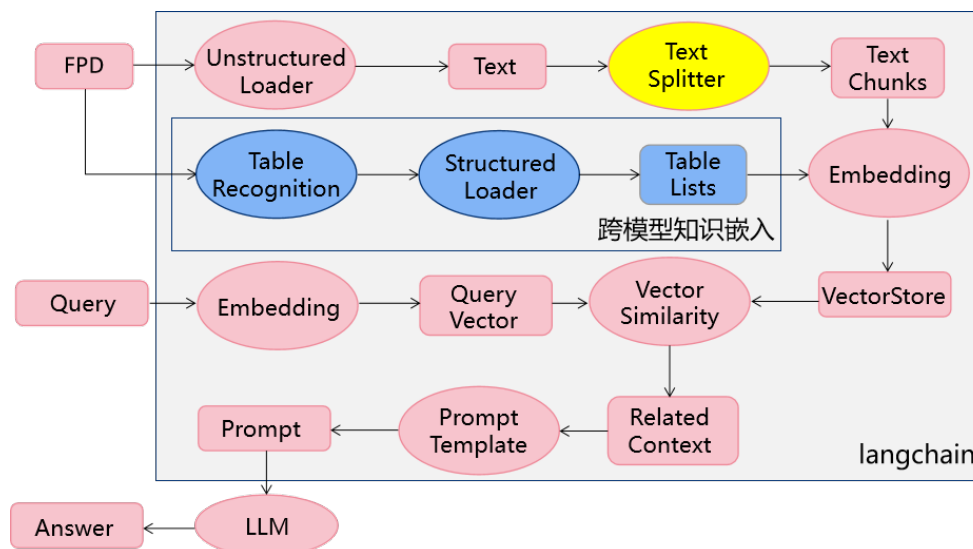 FPD
Unstructured
Loader
Text
Text
Splitter
Text
Chunks
Table
Recognition
Structured
Loader
Table
Lists
Embedding
跨模型知识嵌入
Query
Embedding
Query
Vector
Vector
Similarity
VectorStore
Prompt
Prompt
Template
Related
Context
langchain
Answer
LLM